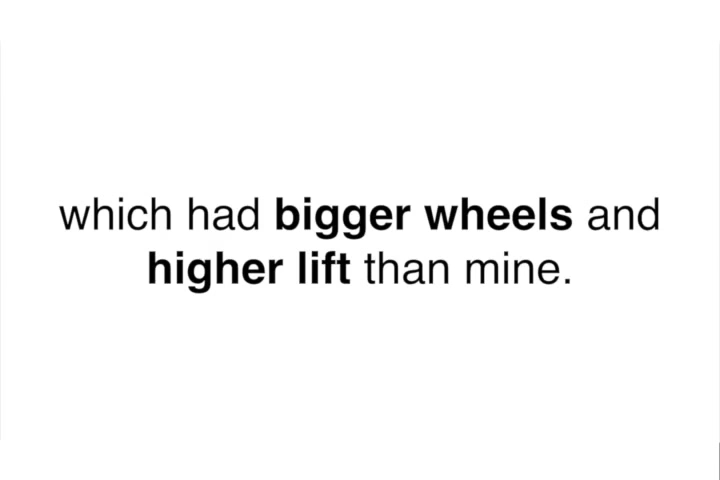 which had bigger wheels and
higher lift than mine.